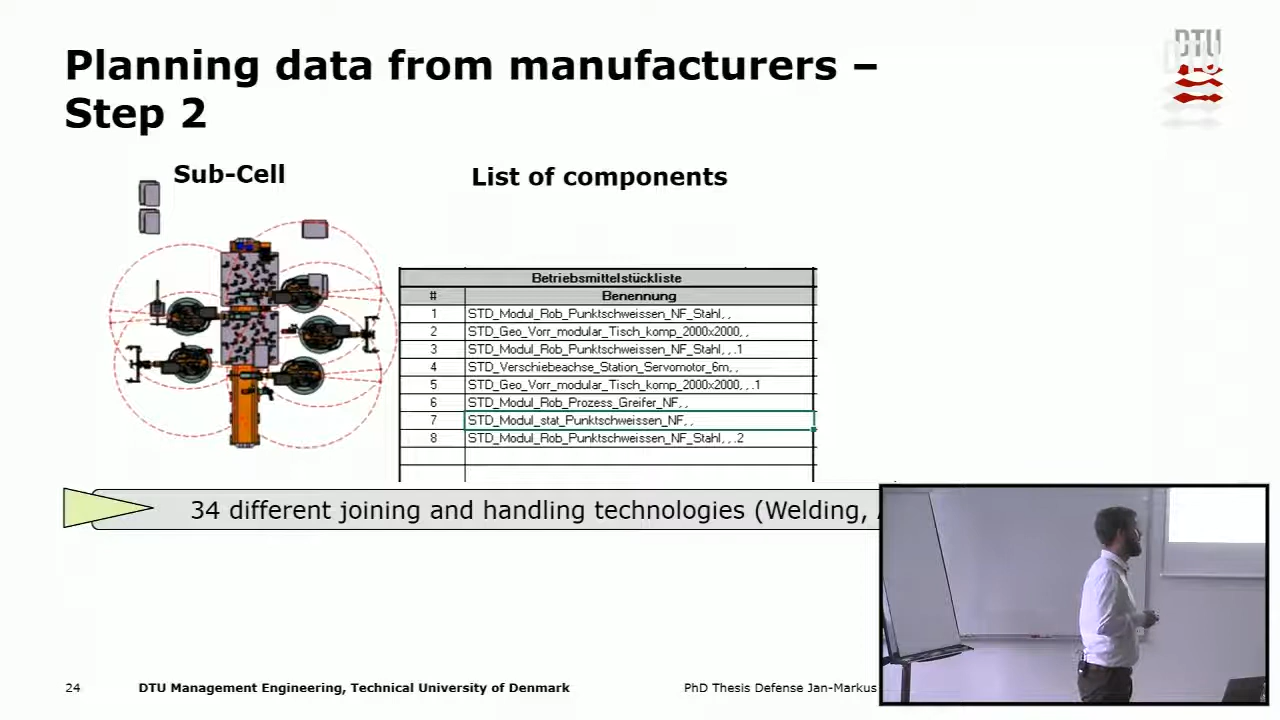 Planning data from manufacturers –
Step 2
DTU
Sub-Cell
List of components
Betriebsmittelstückliste
# Benennung
1 STD_Modul_Rob_Punktschweissen_NF_Stahl, ,
2 STD_Geo_Vorr_modular_Tisch_komp_2000x2000, ,
3 STD_Modul_Rob_Punktschweissen_NF_Stahl, , .1
4 STD_Verschiebeachse_Station_Servomotor_6m, ,
5 STD_Geo_Vorr_modular_Tisch_komp_2000x2000, , .1
6 STD_Modul_Rob_Prozess_Greifer_NF, ,
7 STD_Modul_stat_Punktschweissen_NF, ,
8 STD_Modul_Rob_Punktschweissen_NF_Stahl, , .2
34 different joining and handling technologies (Welding,
24 DTU Management Engineering, Technical University of Denmark PhD Thesis Defense Jan-Markus